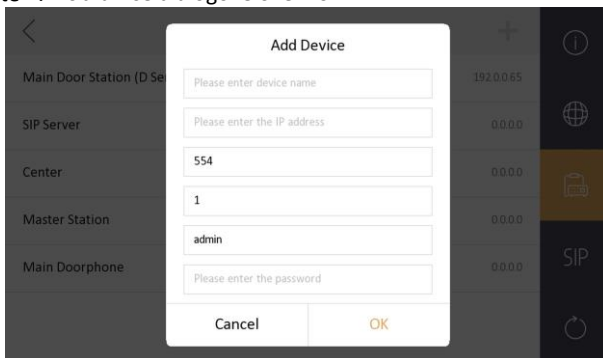 Add Device
Main Door Station (D Se
Please enter device name
192.0.0.65
SIP Server
Please enter the IP address
0.0.0.0
Center
554
0.0.0.0
1
Master Station
0.0.0.0
admin
Main Doorphone
Please enter the password
0.0.0.0
SIP
Cancel
OK